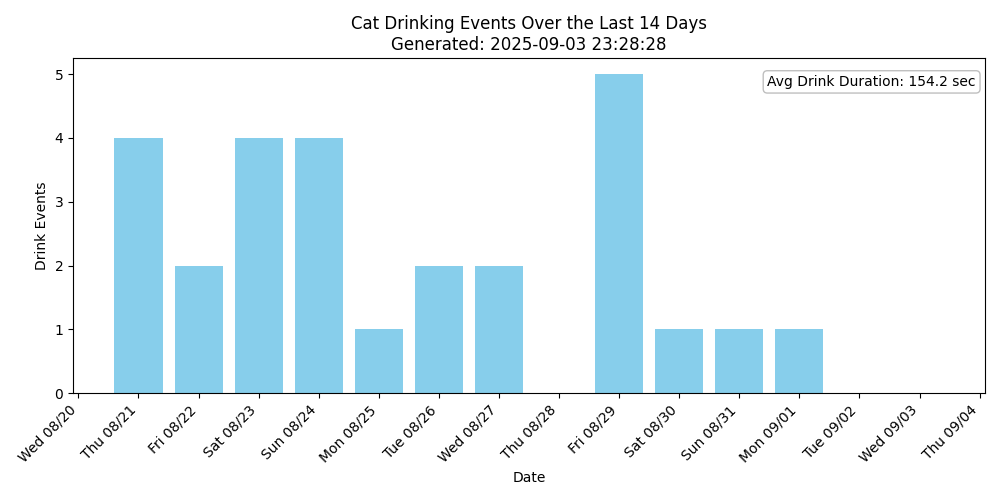 Cat Drinking Events Over the Last 14 Days
Generated: 2025-09-03 23:28:28
Avg Drink Duration: 154.2 sec
Drink Events
5
4
3
2
1
0
Wed 08/20
Thu 08/21
Fri 08/22
Sat 08/23
Sun 08/24
Mon 08/25
Tue 08/26
Wed 08/27
Thu 08/28
Fri 08/29
Sat 08/30
Sun 08/31
Mon 09/01
Tue 09/02
Wed 09/03
Thu 09/04
Date